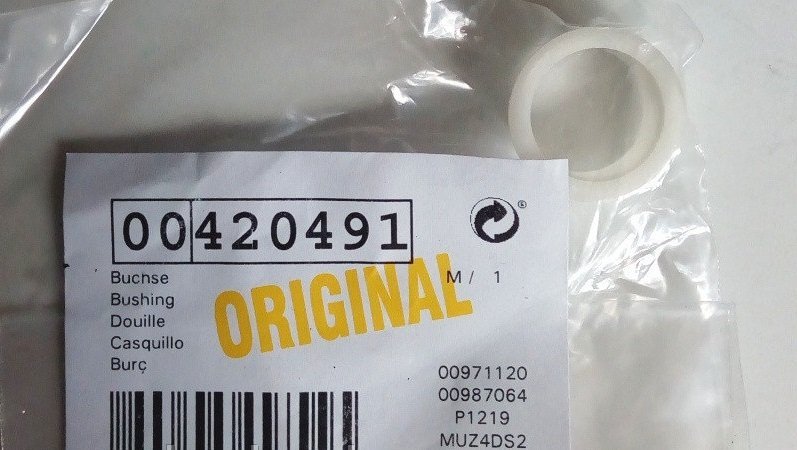 00420491
®
Buchse
Bushing
Douille
Casquillo
Burç
ORIGINAL
M / 1
00971120
00987064
P1219
MUZ4DS2